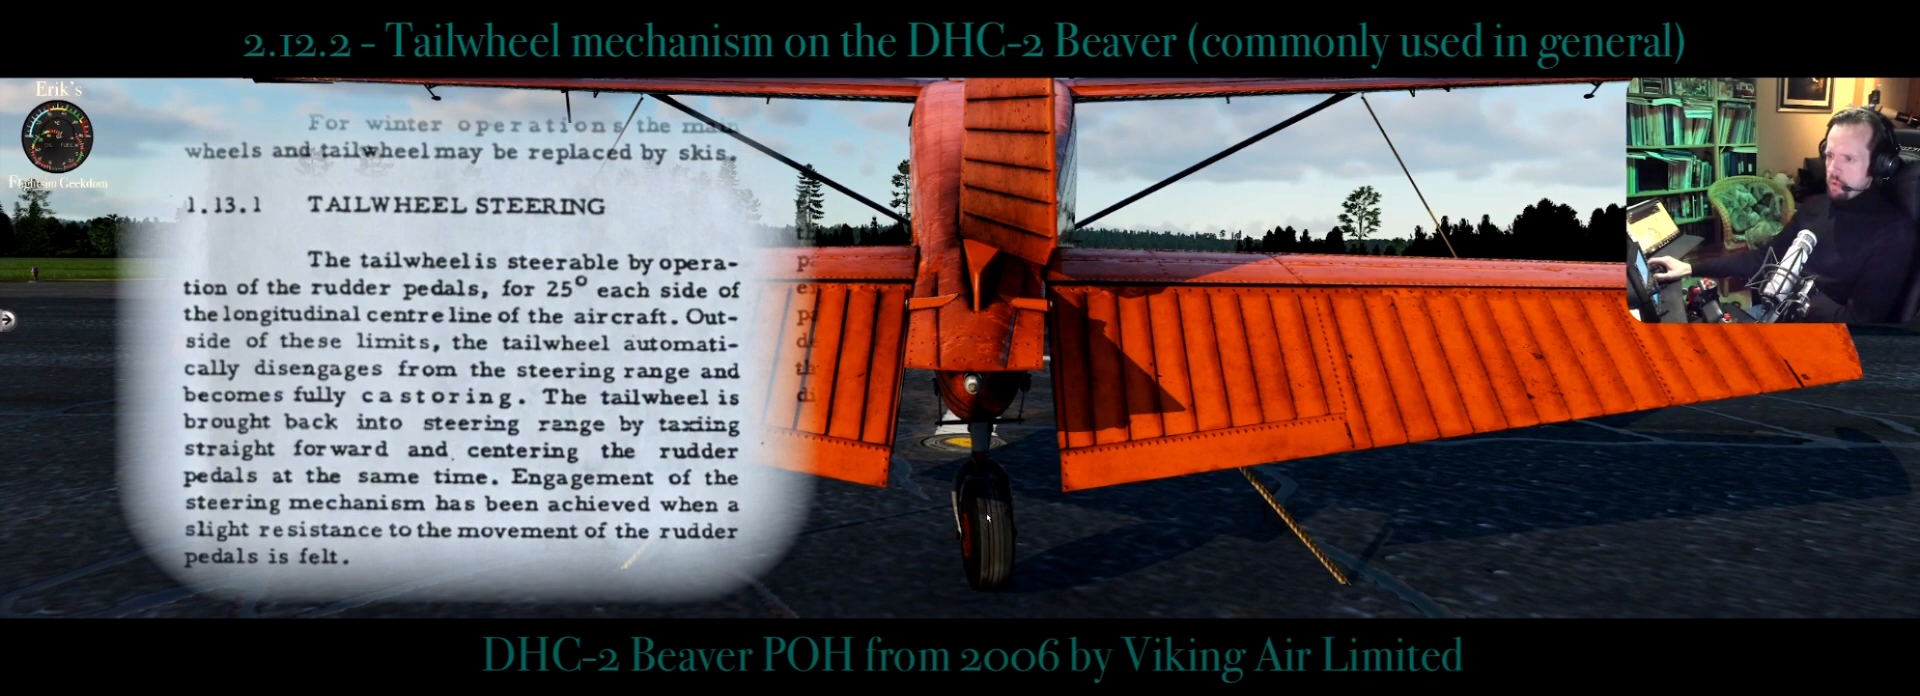 2.12.2 - Tailwheel mechanism on the DHC-2 Beaver (commonly used in general)
Erik's
Flightsim Geekdom
For winter operations the main
wheels and tailwheel may be replaced by skis.
1.13.1 TAILWHEEL STEERING
The tailwheel is steerable by opera-
tion of the rudder pedals, for 25° each side of
the longitudinal centre line of the aircraft. Out-
side of these limits, the tailwheel automati-
cally disengages from the steering range and
becomes fully castoring. The tailwheel is
brought back into steering range by taxiing
straight forward and centering the rudder
pedals at the same time. Engagement of the
steering mechanism has been achieved when a
slight resistance to the movement of the rudder
pedals is felt.
DHC-2 Beaver POH from 2006 by Viking Air Limited